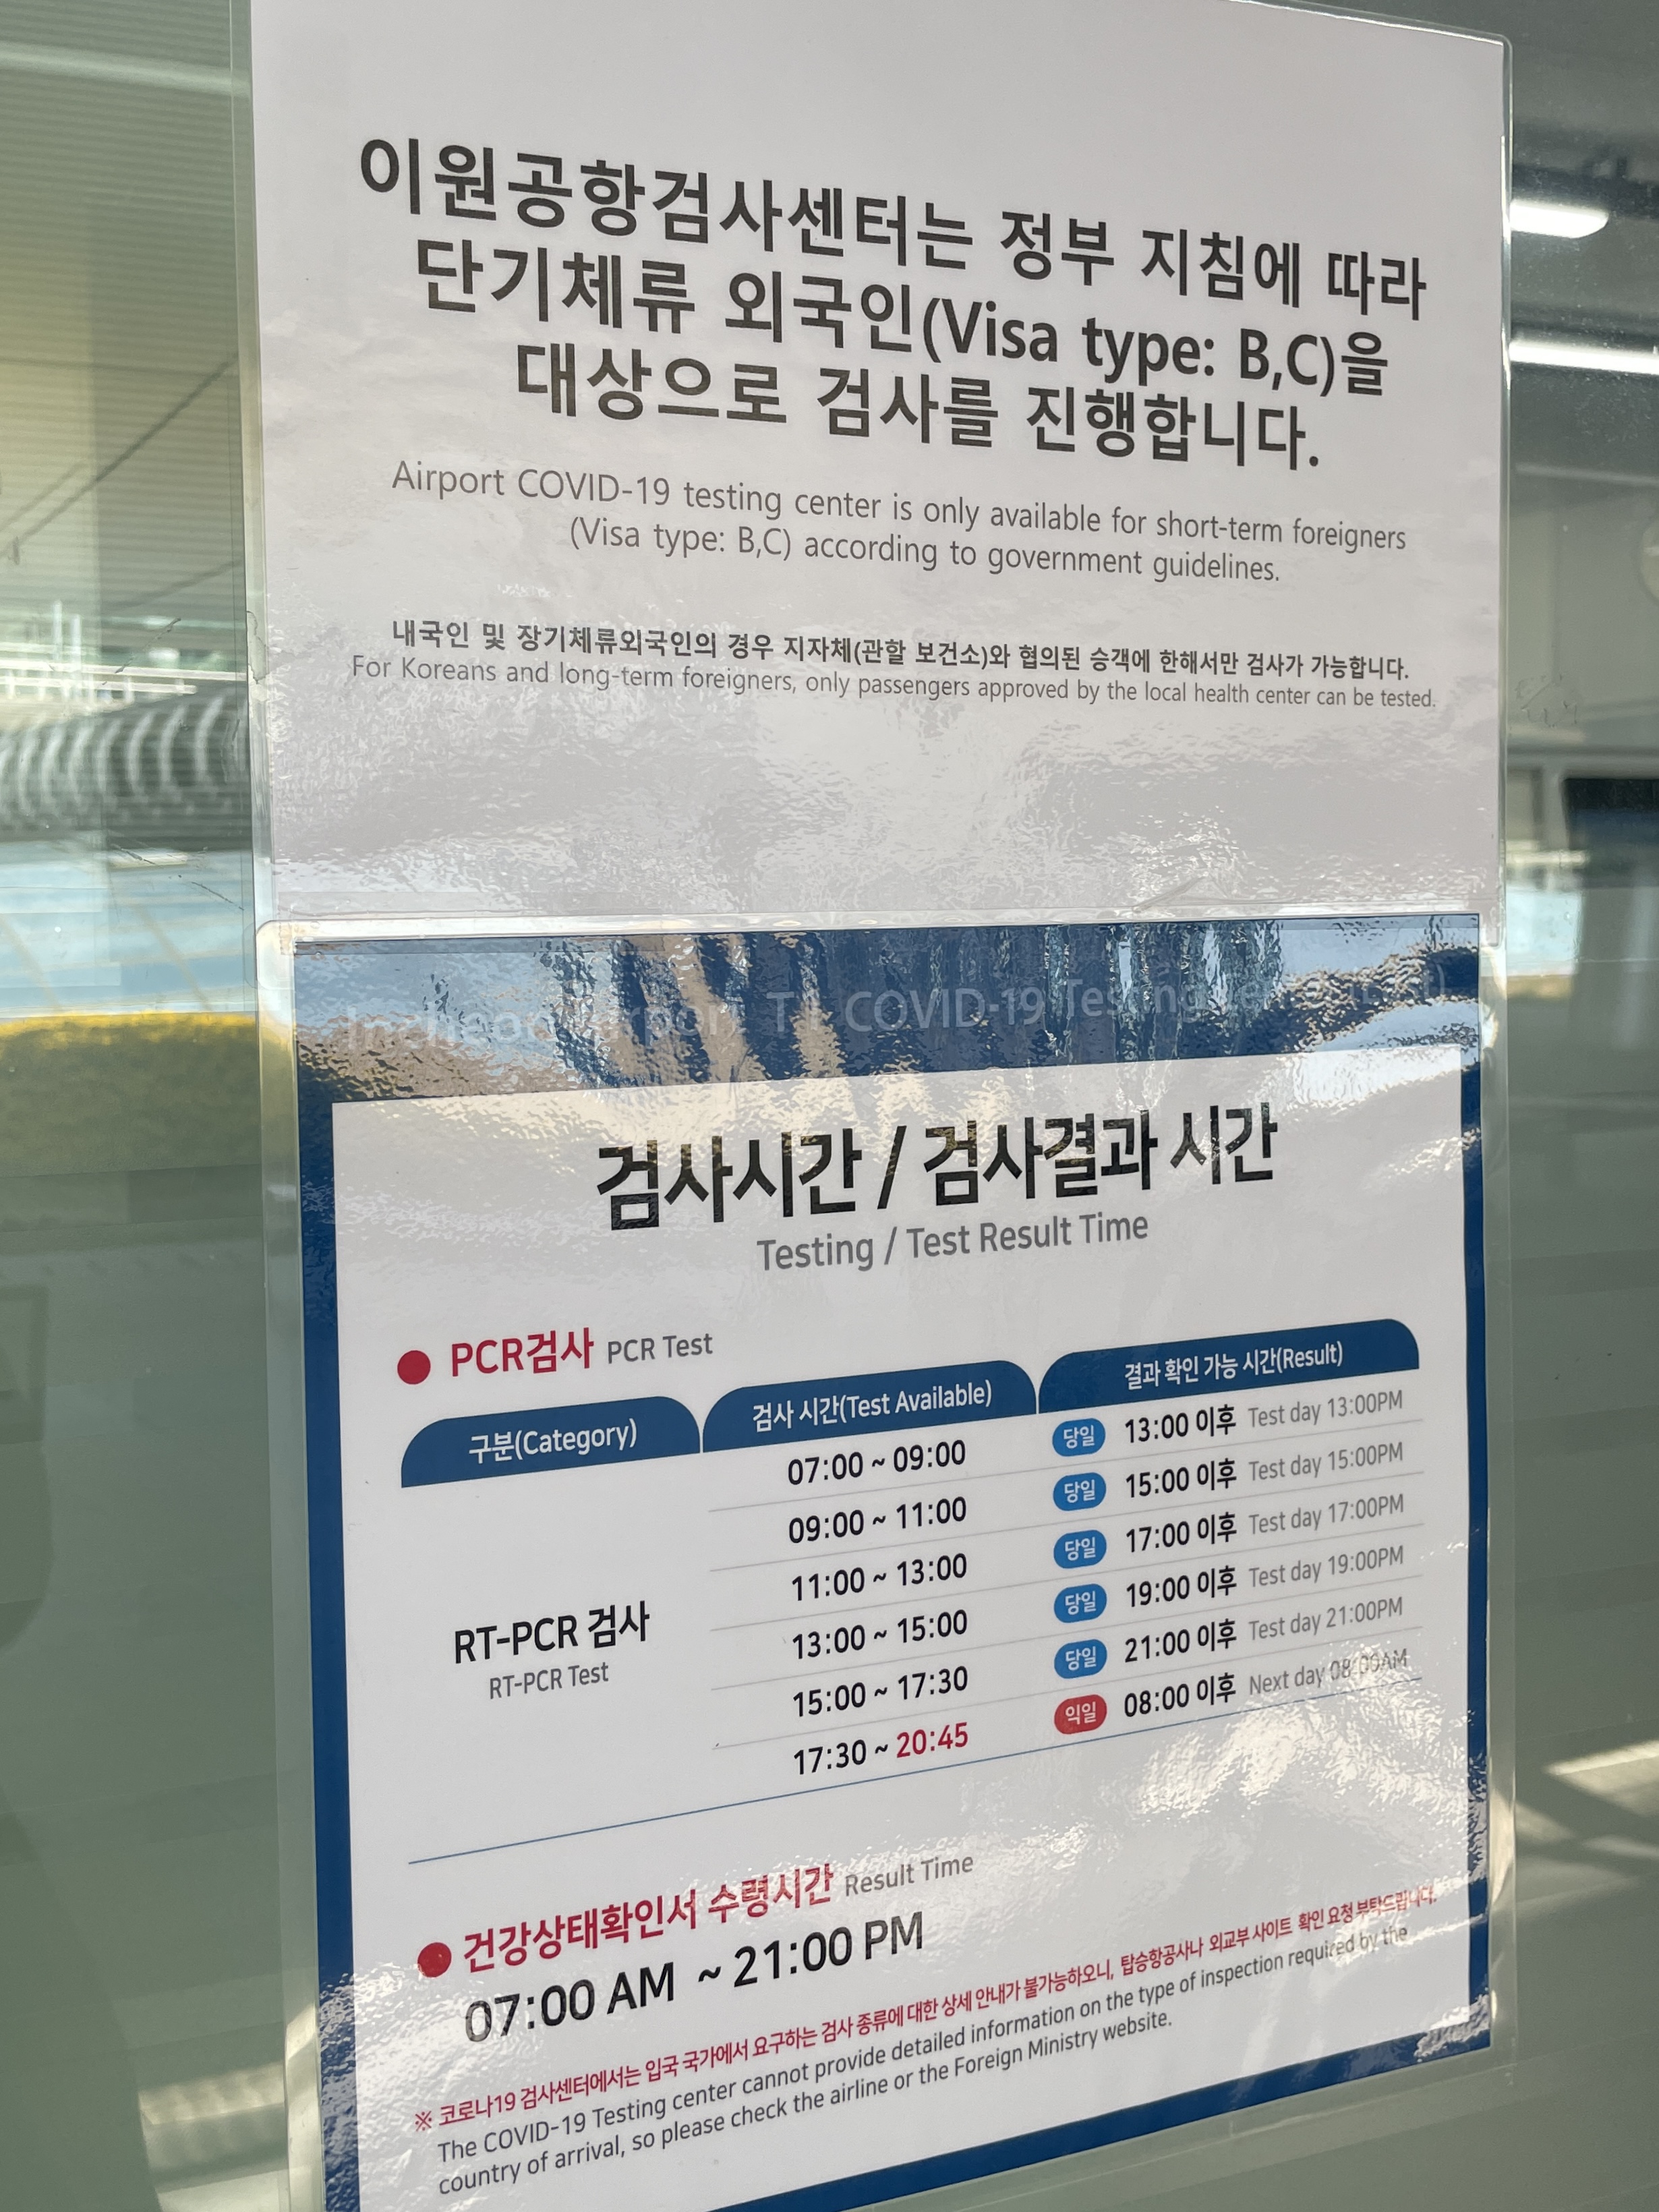 이원공항검사센터는 정부 지침에 따라
단기체류 외국인(Visa type: B,C)을
대상으로 검사를 진행합니다.
Airport COVID-19 testing center is only available for short-term foreigners
(Visa type: B,C) according to government guidelines.
내국인 및 장기체류외국인의 경우 지자체(관할 보건소)와 협의된 승객에 한해서만 검사가 가능합니다.
For Koreans and long-term foreigners, only passengers approved by the local health center can be tested.
Incheon Airport T1 COVID-19 Testing
검사시간 / 검사결과 시간
Testing / Test Result Time
● PCR검사 PCR Test
구분(Category) 검사 시간(Test Available) 결과 확인 가능 시간(Result)
07:00 ~ 09:00 당일 13:00 이후 Test day 13:00PM
09:00 ~ 11:00 당일 15:00 이후 Test day 15:00PM
11:00 ~ 13:00 당일 17:00 이후 Test day 17:00PM
RT-PCR 검사
RT-PCR Test
13:00 ~ 15:00 당일 19:00 이후 Test day 19:00PM
15:00 ~ 17:30 당일 21:00 이후 Test day 21:00PM
17:30 ~ 20:45 익일 08:00 이후 Next day 08:00AM
● 건강상태확인서 수령시간 Result Time
07:00 AM ~ 21:00 PM
※ 코로나19 검사센터에서는 입국 국가에서 요구하는 검사 종류에 대한 상세 안내가 불가능하오니, 탑승항공사나 외교부 사이트 확인 요청 부탁드립니다.
The COVID-19 Testing center cannot provide detailed information on the type of inspection required by the
country of arrival, so please check the airline or the Foreign Ministry website.